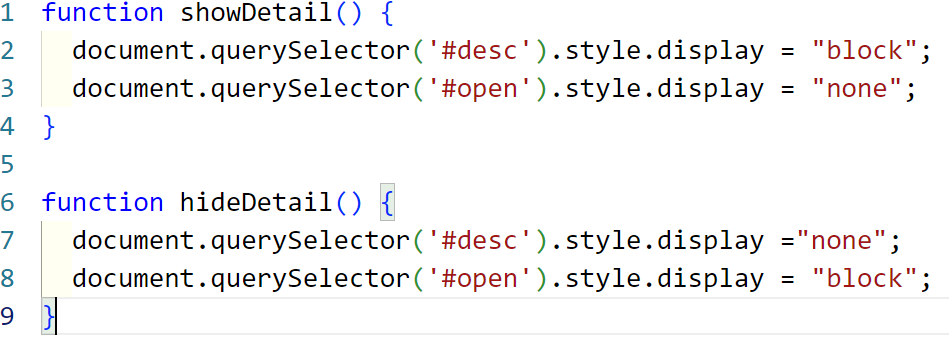 1 function showDetail() {
2   document.querySelector('#desc').style.display = "block";
3   document.querySelector('#open').style.display = "none";
4 }
5
6 function hideDetail() {
7   document.querySelector('#desc').style.display ="none";
8   document.querySelector('#open').style.display = "block";
9 }